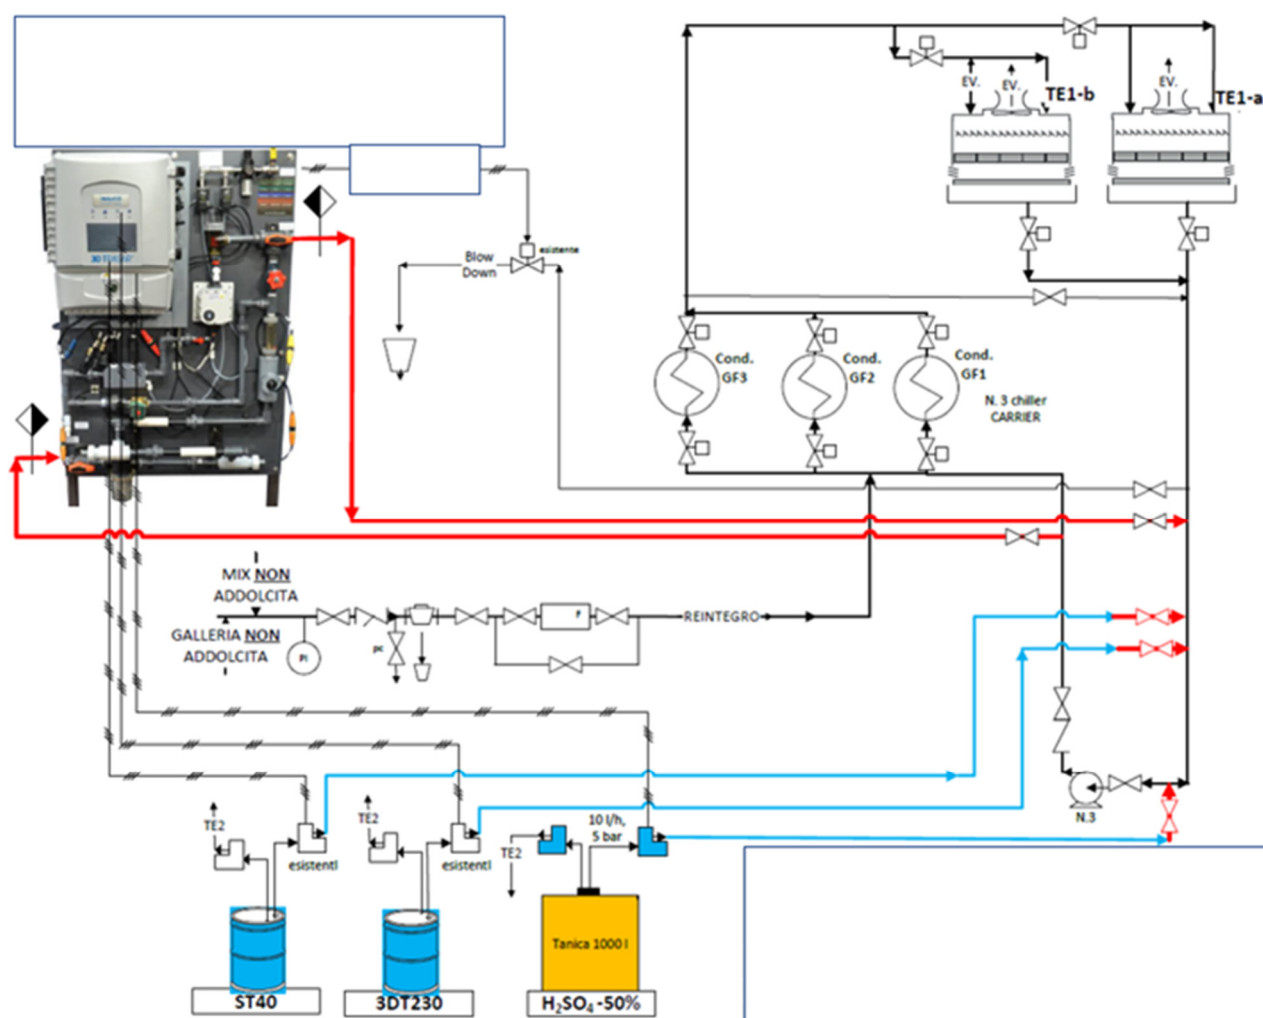 EV.
EV.
TE1-b
EV.
TE1-a
NALCO
esistente
Blow
Down
Cond.
GF3
Cond.
GF2
Cond.
GF1
N. 3 chiller
CARRIER
MIX NON
ADDOLCITA
GALLERIA NON
ADDOLCITA
PI
pc
F
REINTEGRO
N.3
TE2
esistenti
TE2
esistenti
TE2
10 l/h,
5 bar
Tanica 1000 l
ST40
3DT230
H₂SO₄ -50%